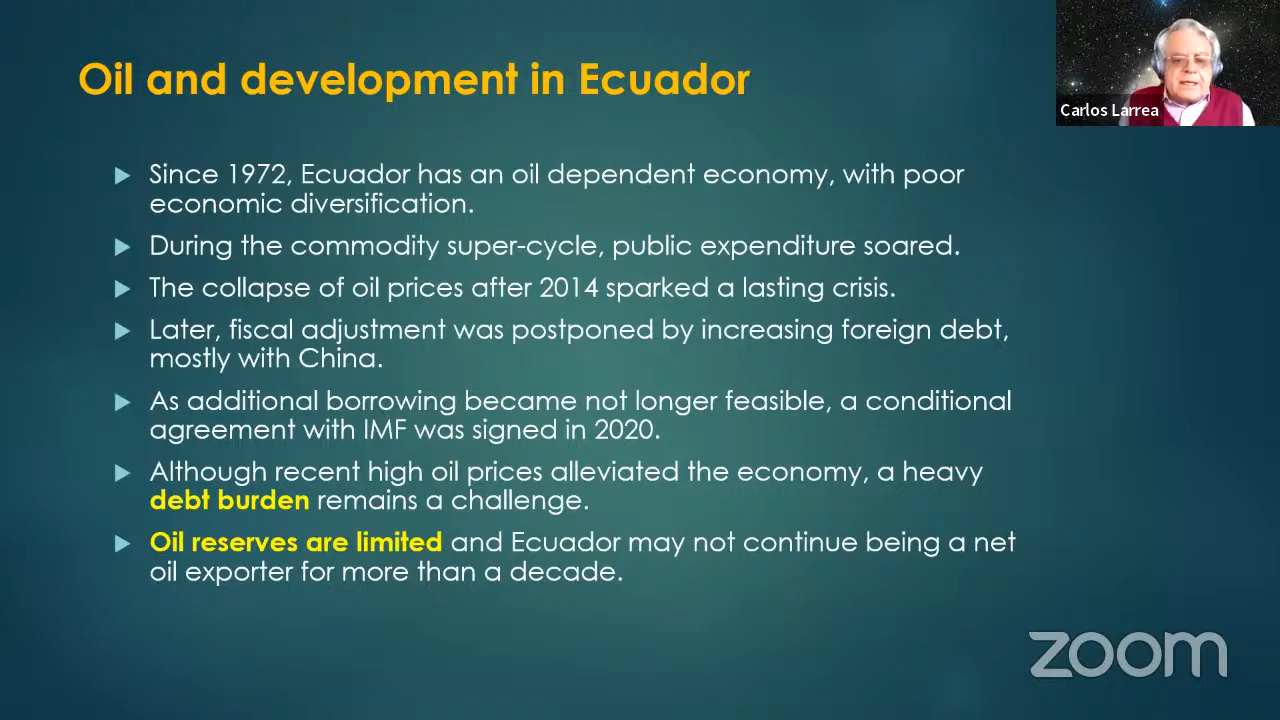 Oil and development in Ecuador
Carlos Larrea
Since 1972, Ecuador has an oil dependent economy, with poor
economic diversification.
During the commodity super-cycle, public expenditure soared.
The collapse of oil prices after 2014 sparked a lasting crisis.
Later, fiscal adjustment was postponed by increasing foreign debt,
mostly with China.
As additional borrowing became not longer feasible, a conditional
agreement with IMF was signed in 2020.
Although recent high oil prices alleviated the economy, a heavy
debt burden remains a challenge.
Oil reserves are limited and Ecuador may not continue being a net
oil exporter for more than a decade.
zoom